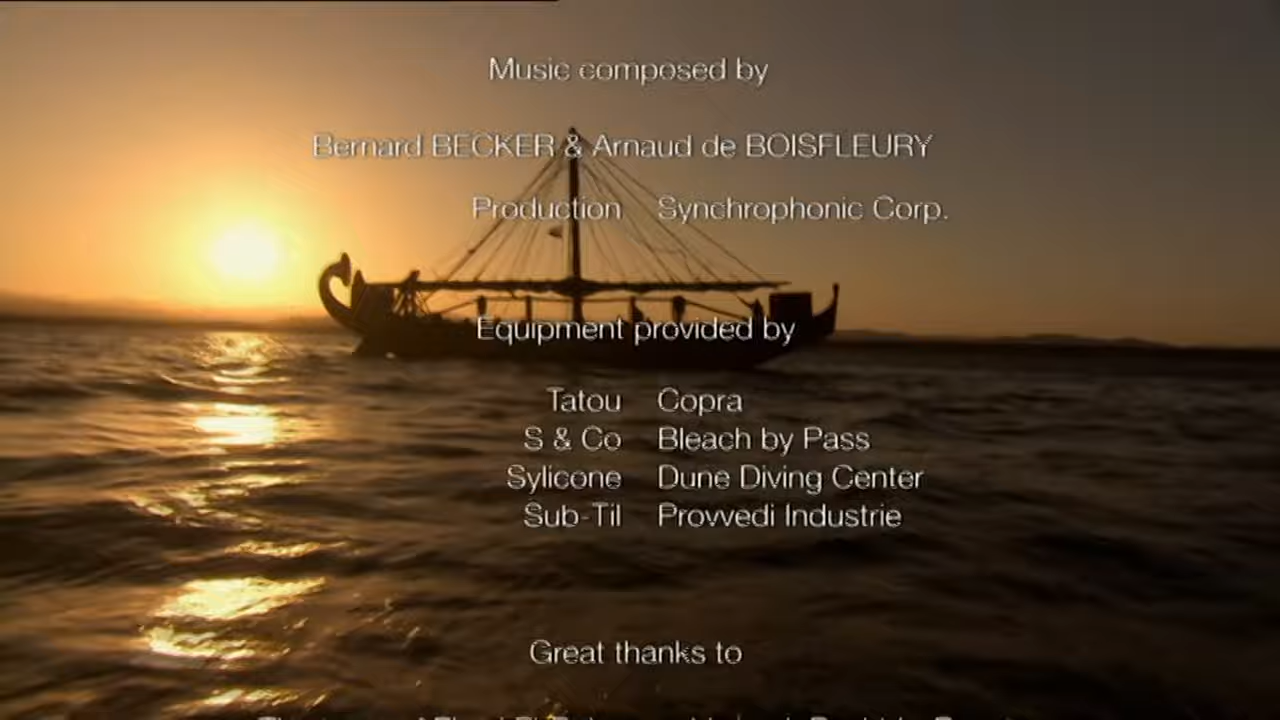 Music composed by
Bernard BECKER & Arnaud de BOISFLEURY
Production Synchrophonic Corp.
Equipment provided by
Tatou Copra
S & Co Bleach by Pass
Sylicone Dune Diving Center
Sub-Til Provvedi Industrie
Great thanks to